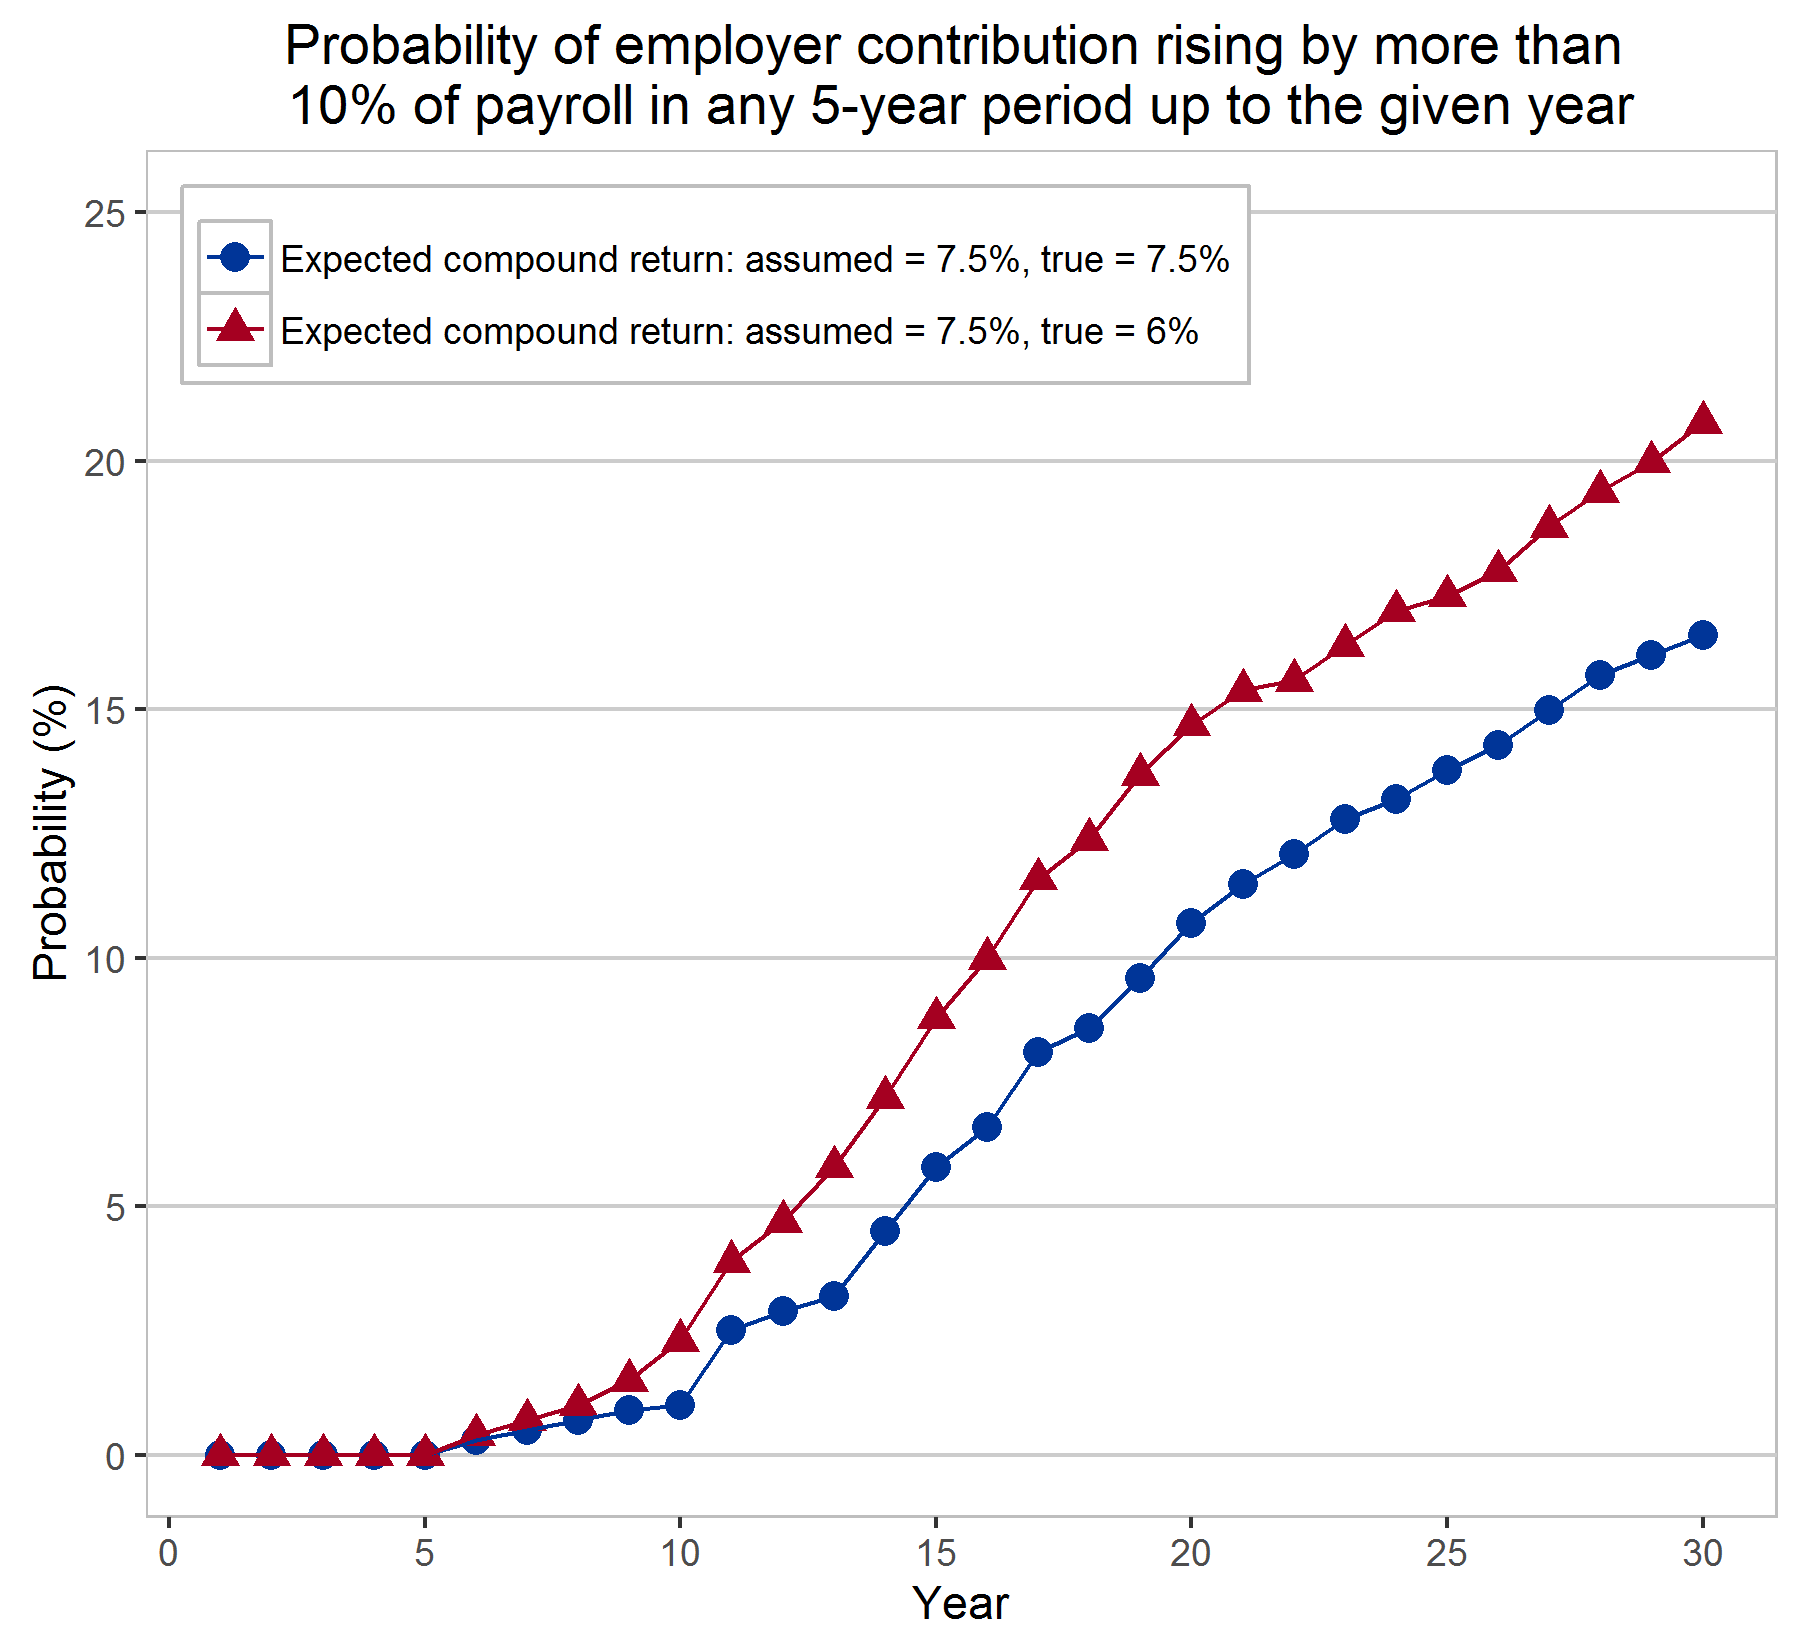 Probability of employer contribution rising by more than
10% of payroll in any 5-year period up to the given year
Expected compound return: assumed = 7.5%, true = 7.5%
Expected compound return: assumed = 7.5%, true = 6%
25
20
15
10
5
0
Probability (%)
0 5 10 15 20 25 30
Year